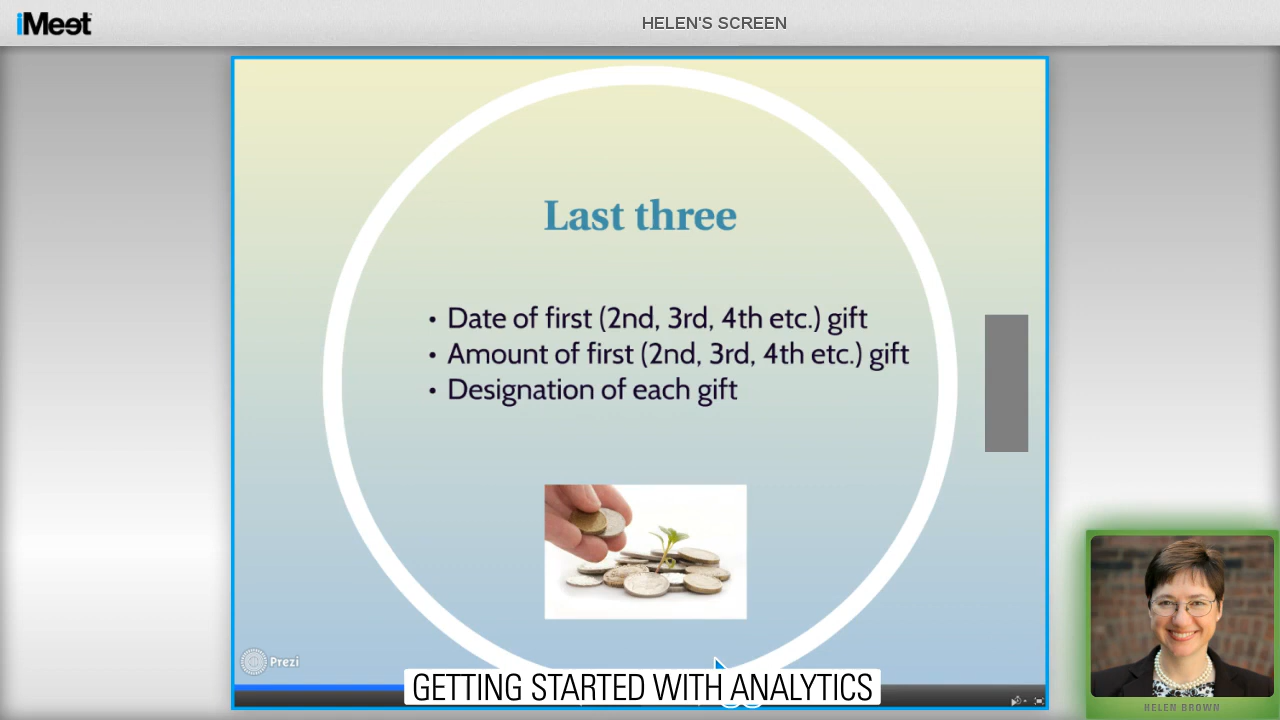 iMeet
HELEN'S SCREEN
Last three
• Date of first (2nd, 3rd, 4th etc.) gift
• Amount of first (2nd, 3rd, 4th etc.) gift
• Designation of each gift
Prezi
GETTING STARTED WITH ANALYTICS
HELEN BROWN